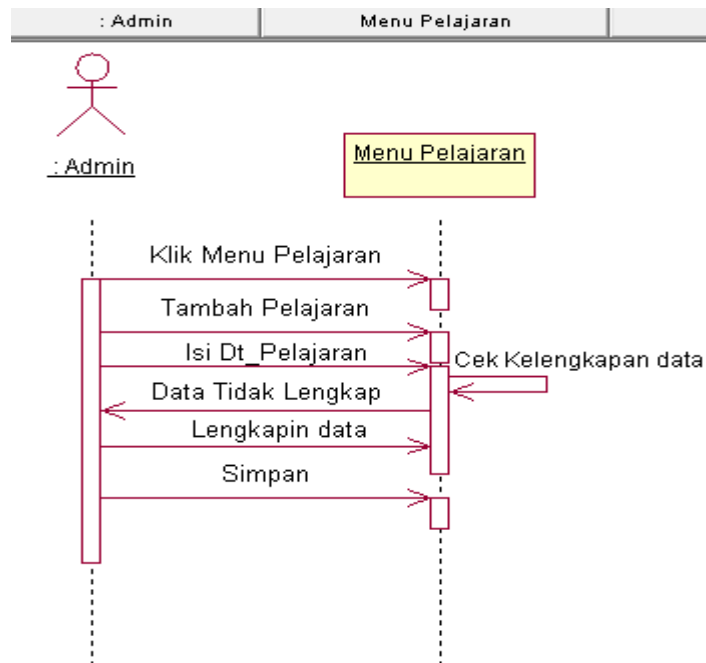 : Admin
Menu Pelajaran
: Admin
Menu Pelajaran
Klik Menu Pelajaran
Tambah Pelajaran
Isi Dt_Pelajaran
Cek Kelengkapan data
Data Tidak Lengkap
Lengkapin data
Simpan